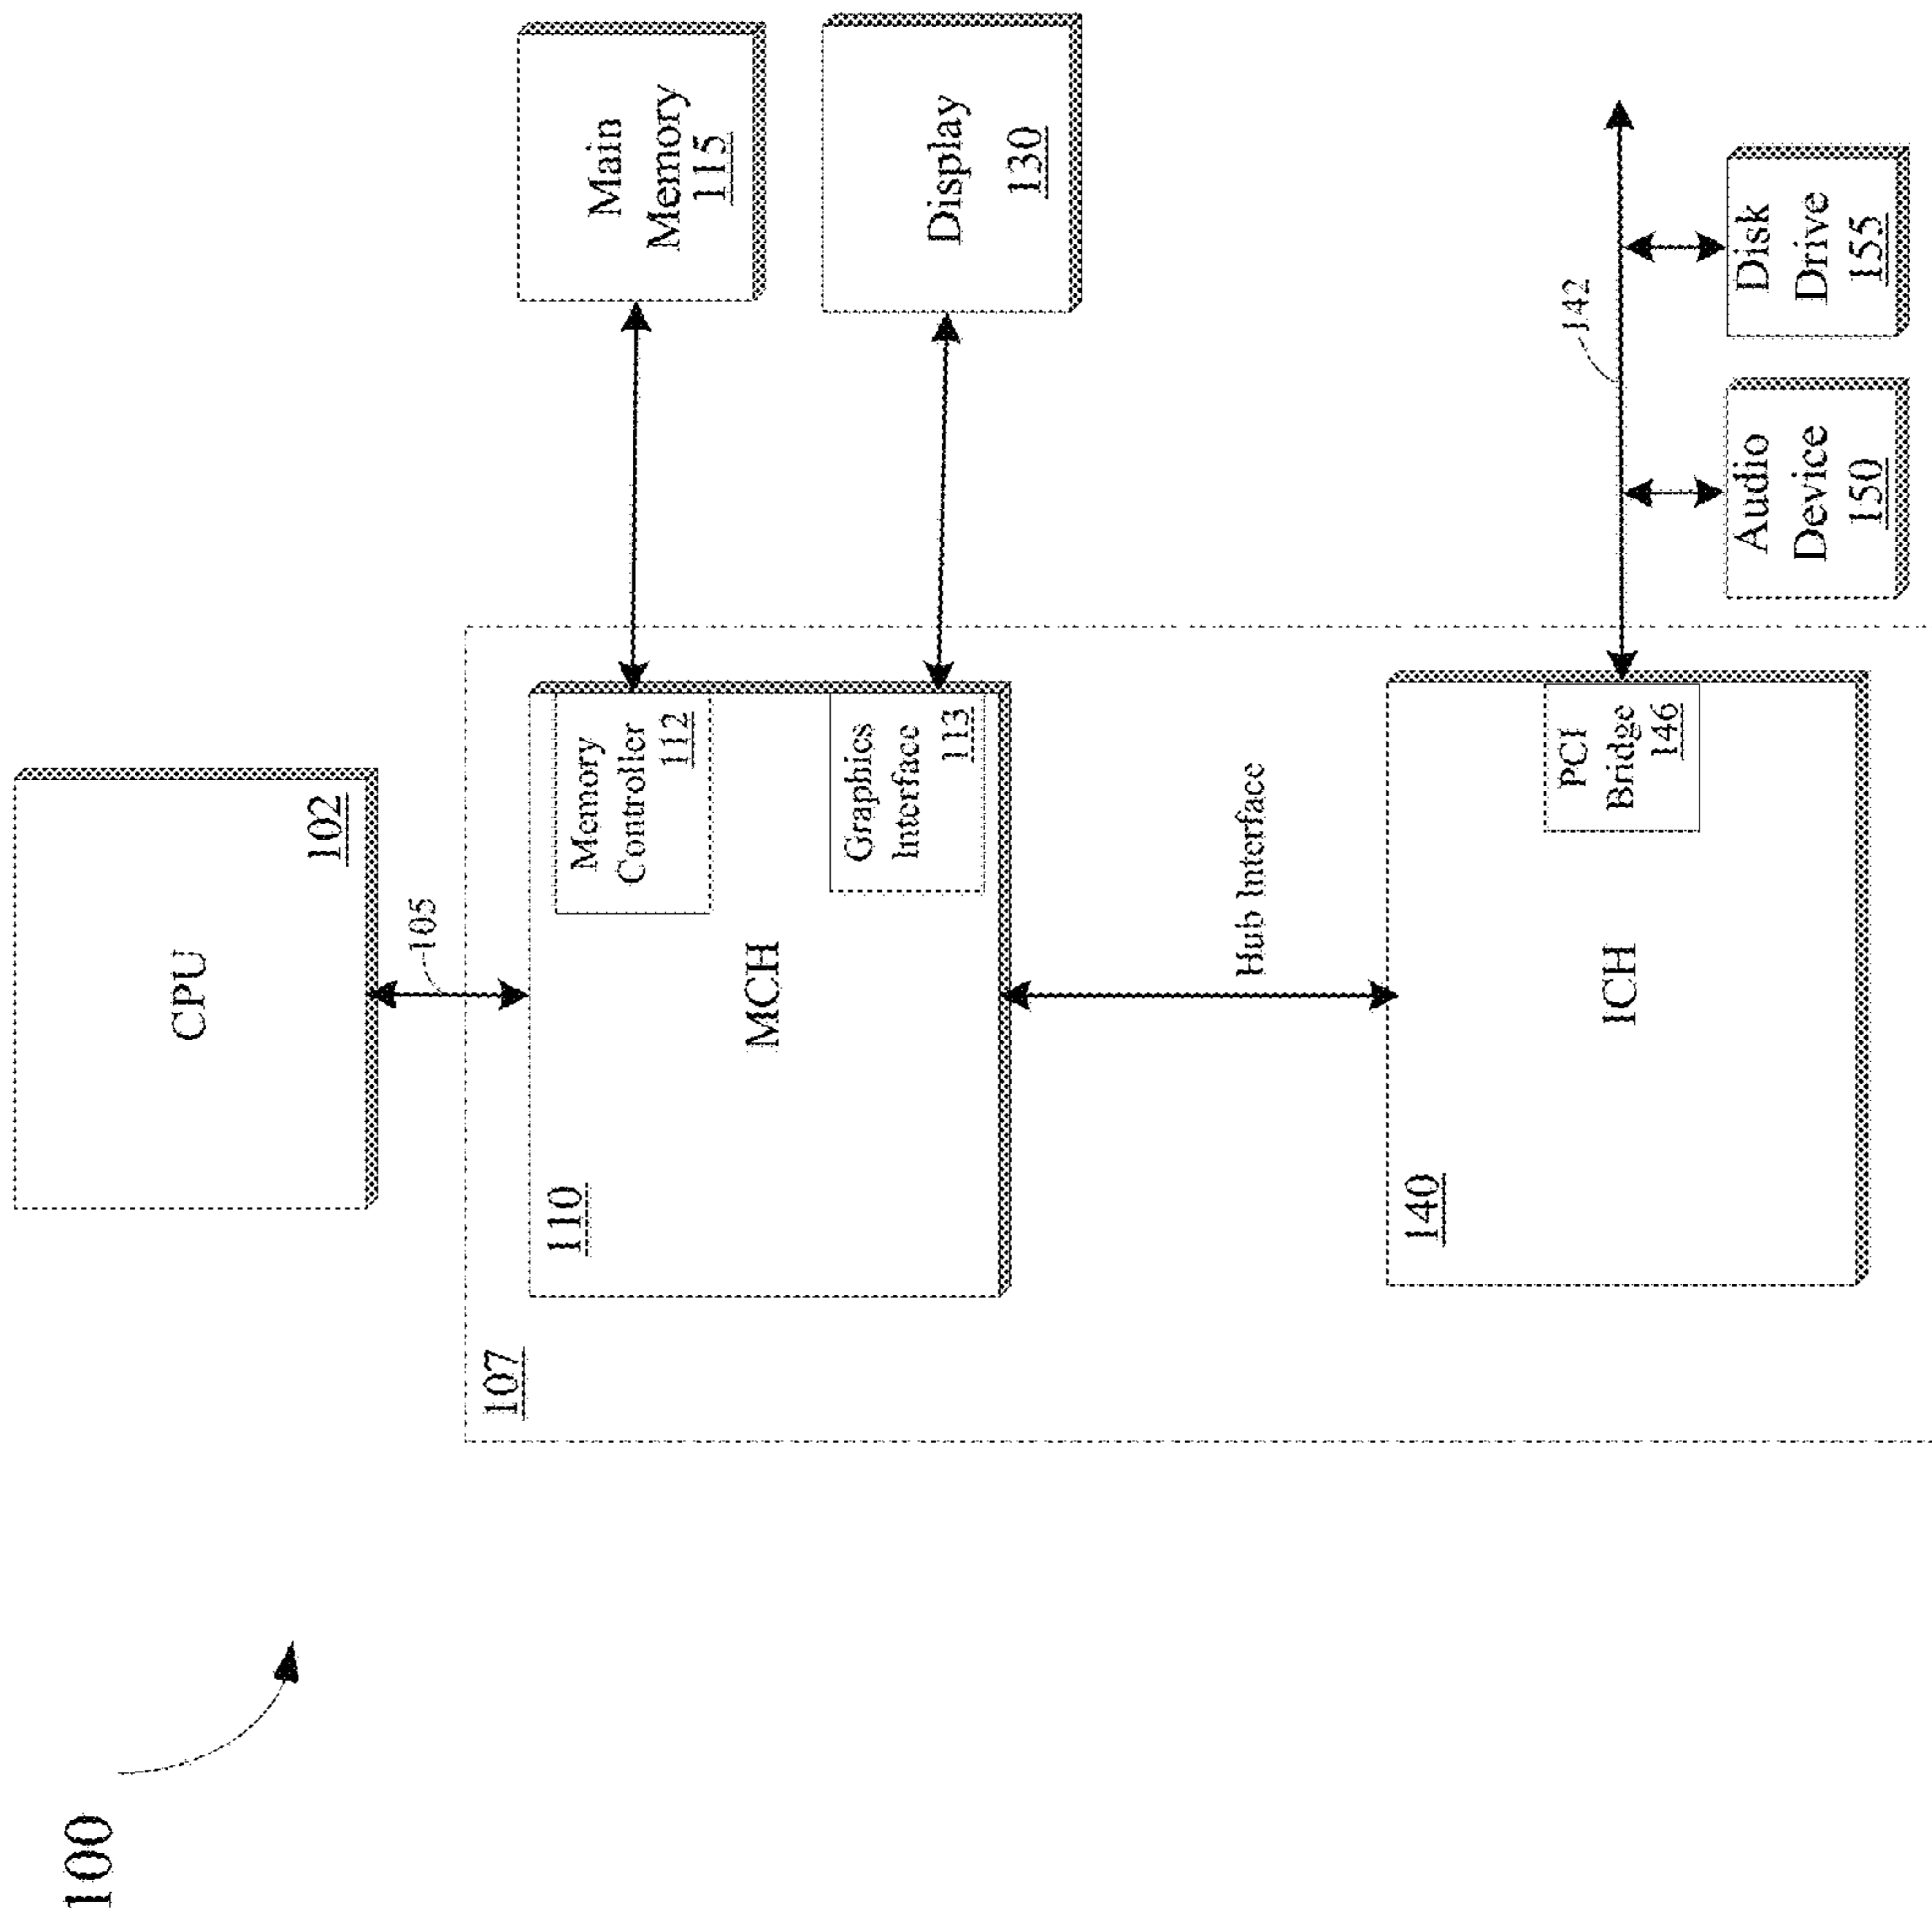 100
CPU
102
105
107
110
MCH
Memory
Controller
112
Graphics
Interface
113
Main
Memory
115
Display
130
Hub Interface
140
ICH
PCI
Bridge
146
142
Audio
Device
150
Disk
Drive
155